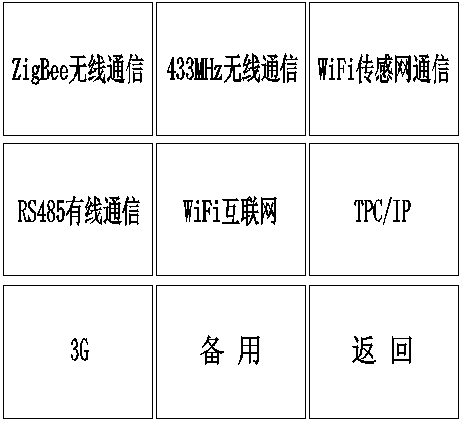 ZigBee无线通信
433MHz无线通信
WiFi传感网通信
RS485有线通信
WiFi互联网
TPC/IP
3G
备 用
返 回